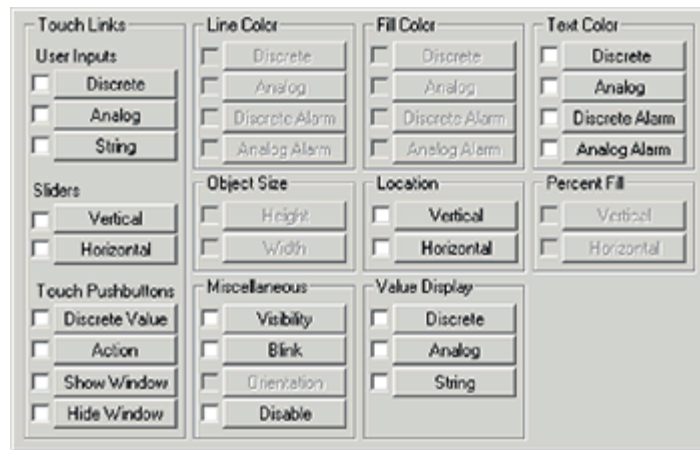 Touch Links
User Inputs
Discrete
Analog
String
Sliders
Vertical
Horizontal
Touch Pushbuttons
Discrete Value
Action
Show Window
Hide Window
Line Color
Discrete
Analog
Discrete Alarm
Analog Alarm
Object Size
Height
Width
Miscellaneous
Visibility
Blink
Orientation
Disable
Fill Color
Discrete
Analog
Discrete Alarm
Analog Alarm
Location
Vertical
Horizontal
Value Display
Discrete
Analog
String
Text Color
Discrete
Analog
Discrete Alarm
Analog Alarm
Percent Fill
Vertical
Horizontal